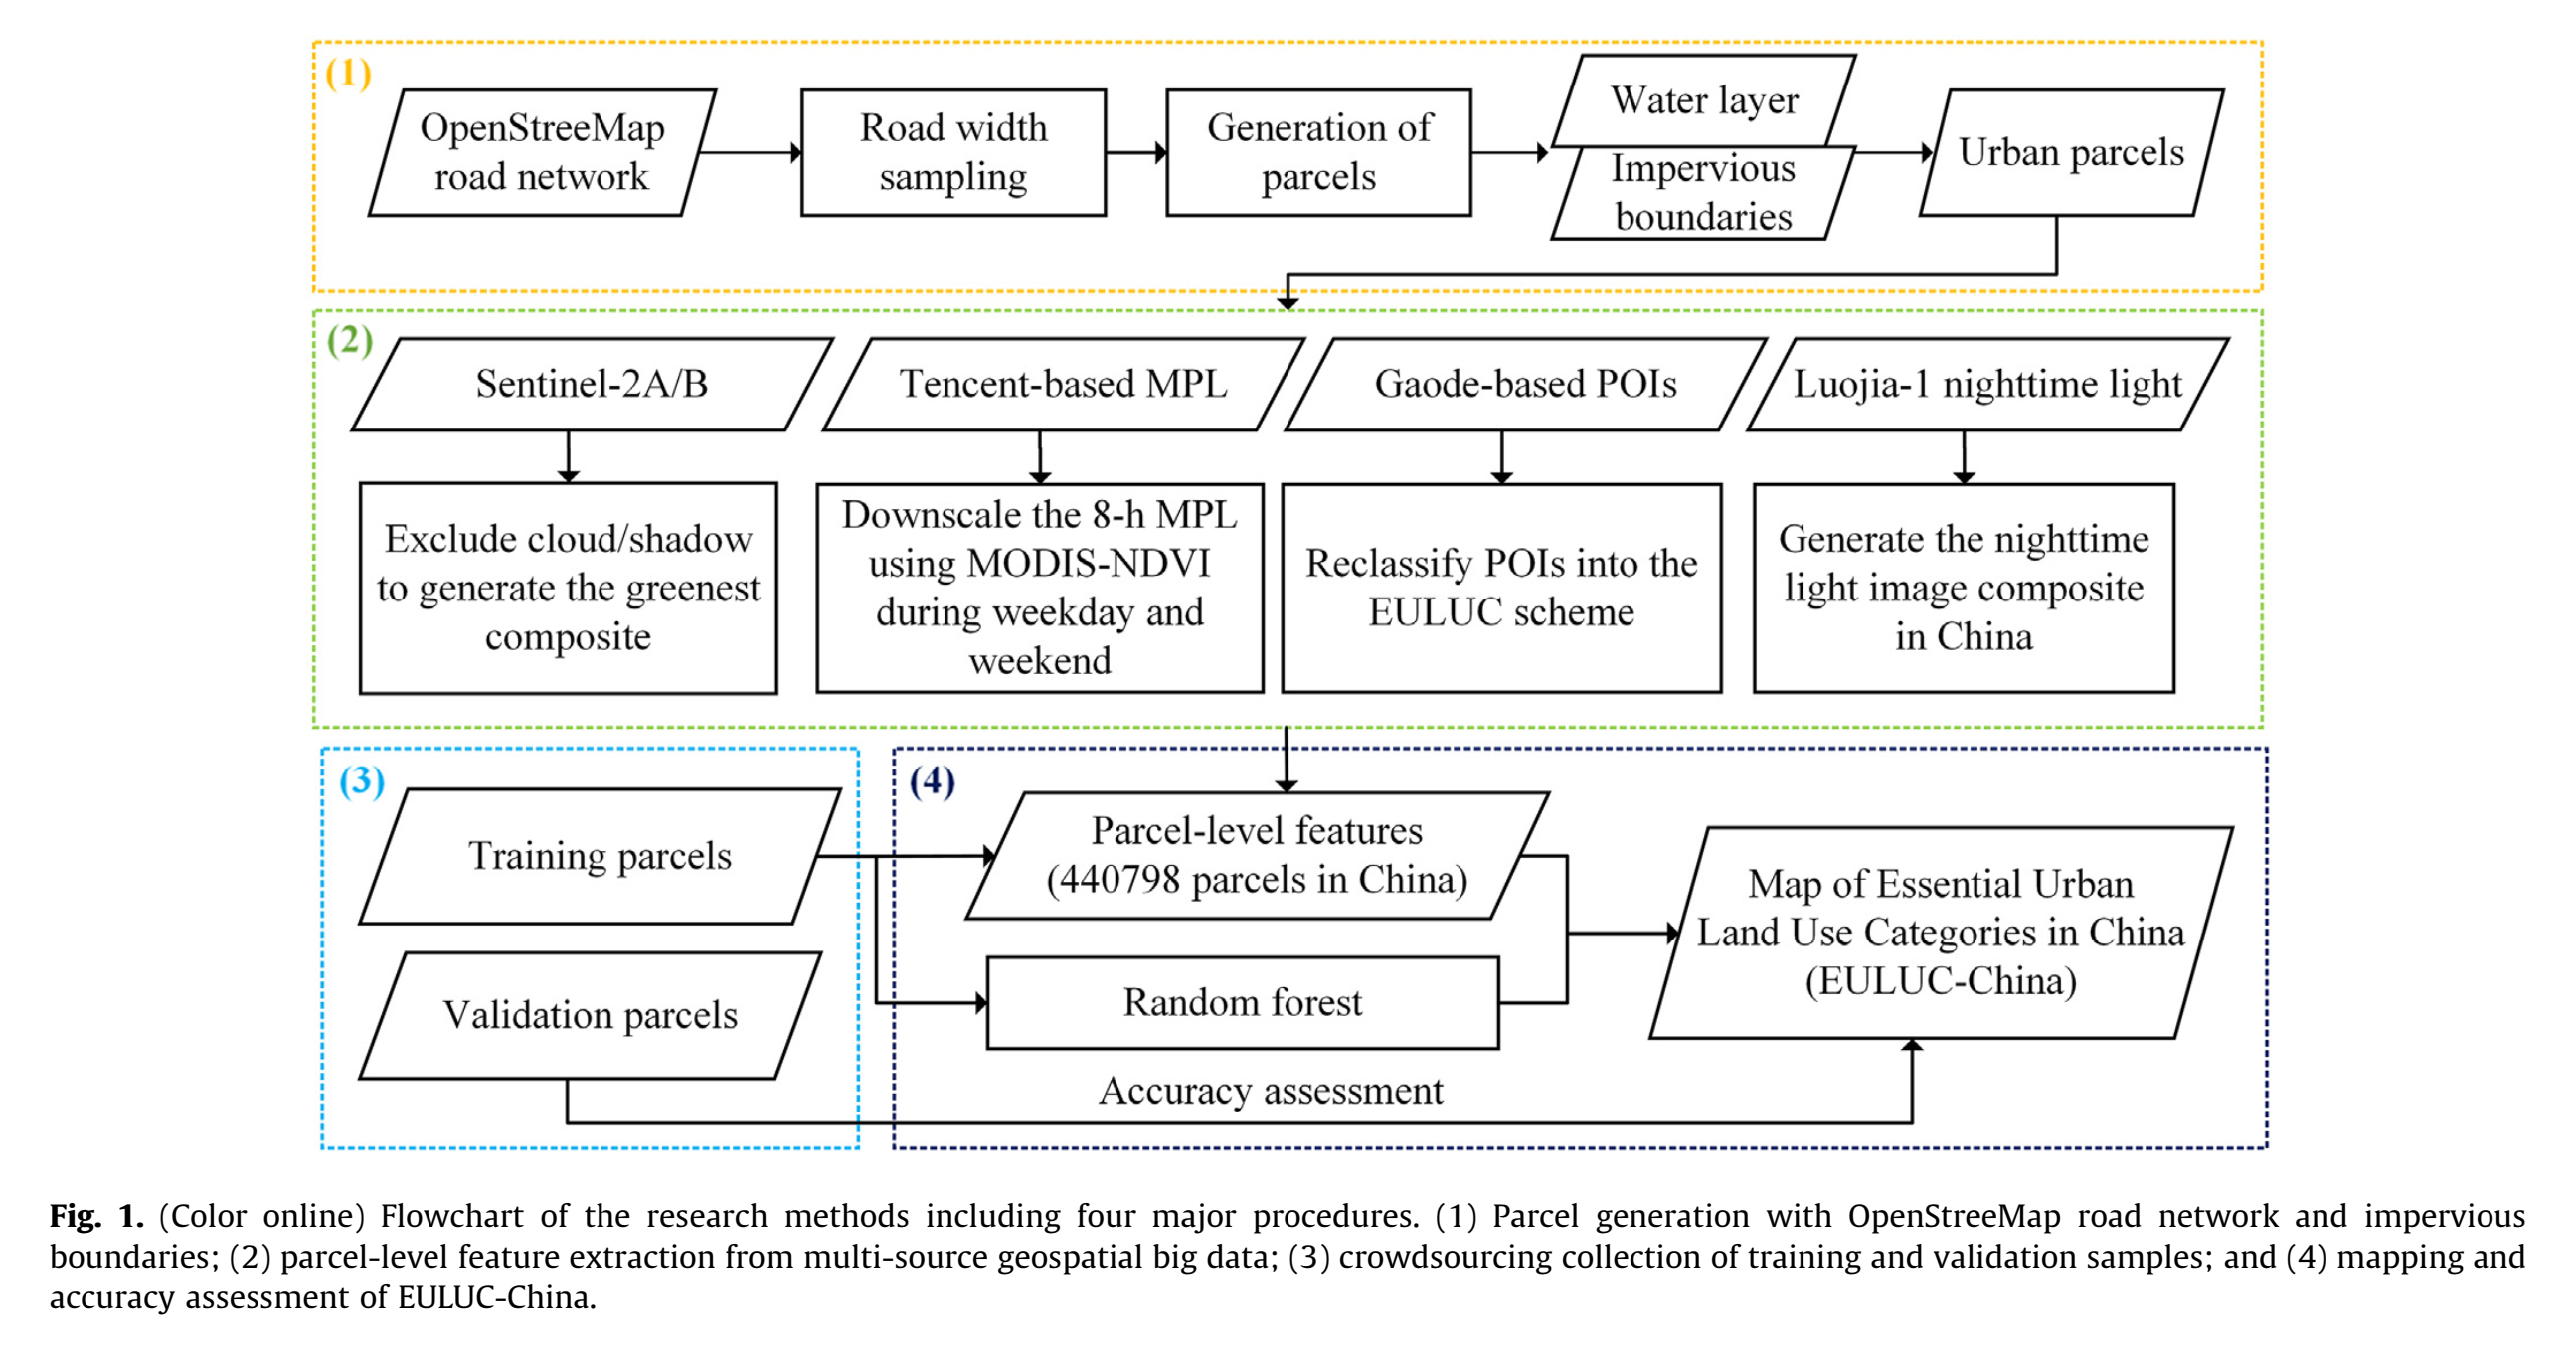 (1)
OpenStreeMap
road network
Road width
sampling
Generation of
parcels
Water layer
Impervious
boundaries
Urban parcels
(2)
Sentinel-2A/B
Tencent-based MPL
Gaode-based POIs
Luojia-1 nighttime light
Exclude cloud/shadow
to generate the greenest
composite
Downscale the 8-h MPL
using MODIS-NDVI
during weekday and
weekend
Reclassify POIs into the
EULUC scheme
Generate the nighttime
light image composite
in China
(3)
Training parcels
Validation parcels
(4)
Parcel-level features
(440798 parcels in China)
Random forest
Accuracy assessment
Map of Essential Urban
Land Use Categories in China
(EULUC-China)
Fig. 1. (Color online) Flowchart of the research methods including four major procedures. (1) Parcel generation with OpenStreeMap road network and impervious
boundaries; (2) parcel-level feature extraction from multi-source geospatial big data; (3) crowdsourcing collection of training and validation samples; and (4) mapping and
accuracy assessment of EULUC-China.